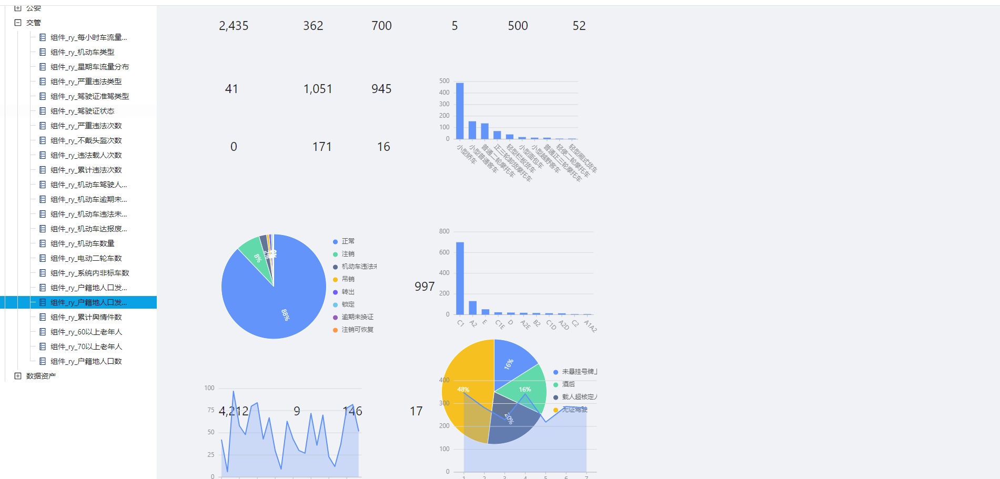 公安
交管
组件_ry_每小时车流量...
组件_ry_机动车类型
组件_ry_星期车流量分布
组件_ry_严重违法类型
组件_ry_驾驶证准驾类型
组件_ry_驾驶证状态
组件_ry_严重违法次数
组件_ry_不戴头盔次数
组件_ry_违法载人次数
组件_ry_累计违法次数
组件_ry_机动车驾驶人...
组件_ry_机动车逾期未...
组件_ry_机动车违法未...
组件_ry_机动车达报废...
组件_ry_机动车数量
组件_ry_电动二轮车数
组件_ry_系统内非标车数
组件_ry_户籍地人口发...
组件_ry_户籍地人口发...
组件_ry_累计舆情件数
组件_ry_60以上老年人
组件_ry_70以上老年人
组件_ry_户籍地人口数
数据资产
2,435 362 700 5 500 52
41 1,051 945
0 171 16
500
400
300
200
100
0
小型轿车
小型普通客车
普通二轮摩托车
正三轮卸货摩托车
轻型栏板货车
小型面包车
小型越野客车
普通正三轮摩托车
轻便二轮摩托车
轻型厢式货车
8%
2%
88%
正常
注销
机动车违法未
吊销
转出
锁定
逾期未换证
注销可恢复
997
800
600
400
200
0
C1 A2 E C1E D A2E B2 C1D A2D C2 A1A2
16%
16%
20%
48%
未悬挂号牌上
酒后
载人超核定人
无证驾驶
4,212 9 146 17
100
75
50
25
0
400
300
200
100
0
1 2 3 4 5 6 7